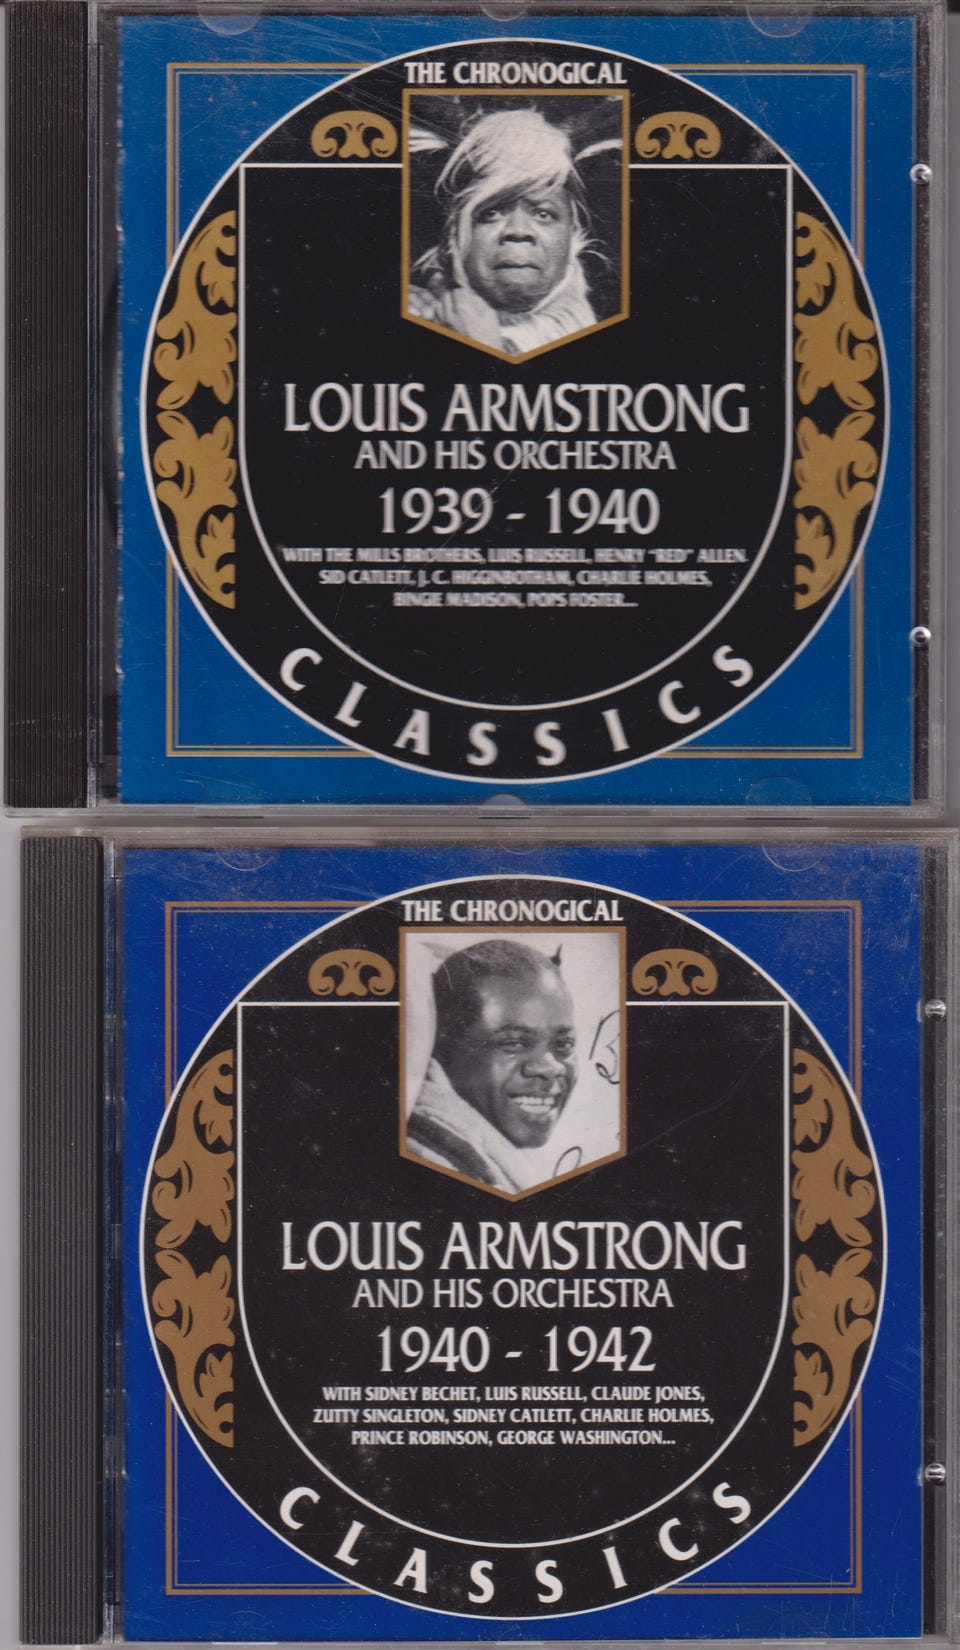 THE CHRONOGICAL
LOUIS ARMSTRONG
AND HIS ORCHESTRA
1939 - 1940
WITH THE MILLS BROTHERS, LUIS RUSSELL, HENRY "RED" ALLEN
SID CATLETT, J. C. HIGGINBOTHAM, CHARLIE HOLMES,
BINGIE MADISON, POPS FOSTER...
CLASSICS
THE CHRONOGICAL
LOUIS ARMSTRONG
AND HIS ORCHESTRA
1940 - 1942
WITH SIDNEY BECHET, LUIS RUSSELL, CLAUDE JONES,
ZUTTY SINGLETON, SIDNEY CATLETT, CHARLIE HOLMES,
PRINCE ROBINSON, GEORGE WASHINGTON...
CLASSICS